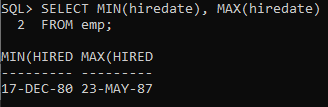 SQL> SELECT MIN(hiredate), MAX(hiredate)
  2  FROM emp;
MIN(HIRED MAX(HIRED
--------- ---------
17-DEC-80 23-MAY-87